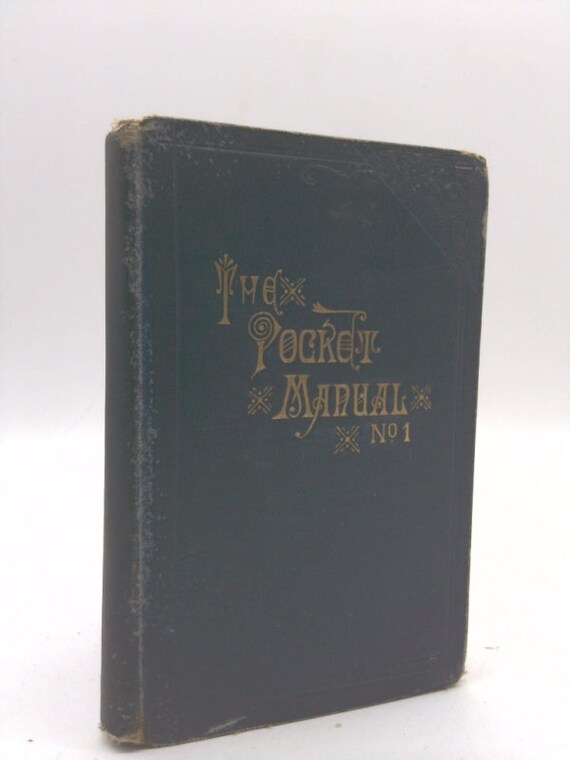 The
Pocket
Manual
No 1